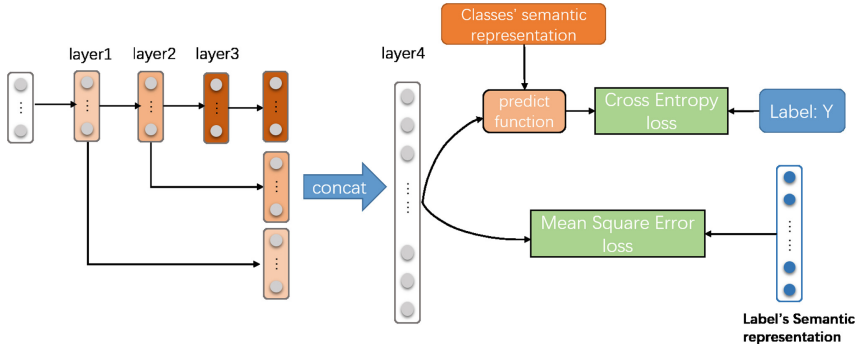 Classes' semantic
representation
layer1
layer2
layer3
layer4
predict
function
Cross Entropy
loss
Label: Y
concat
Mean Square Error
loss
Label's Semantic
representation